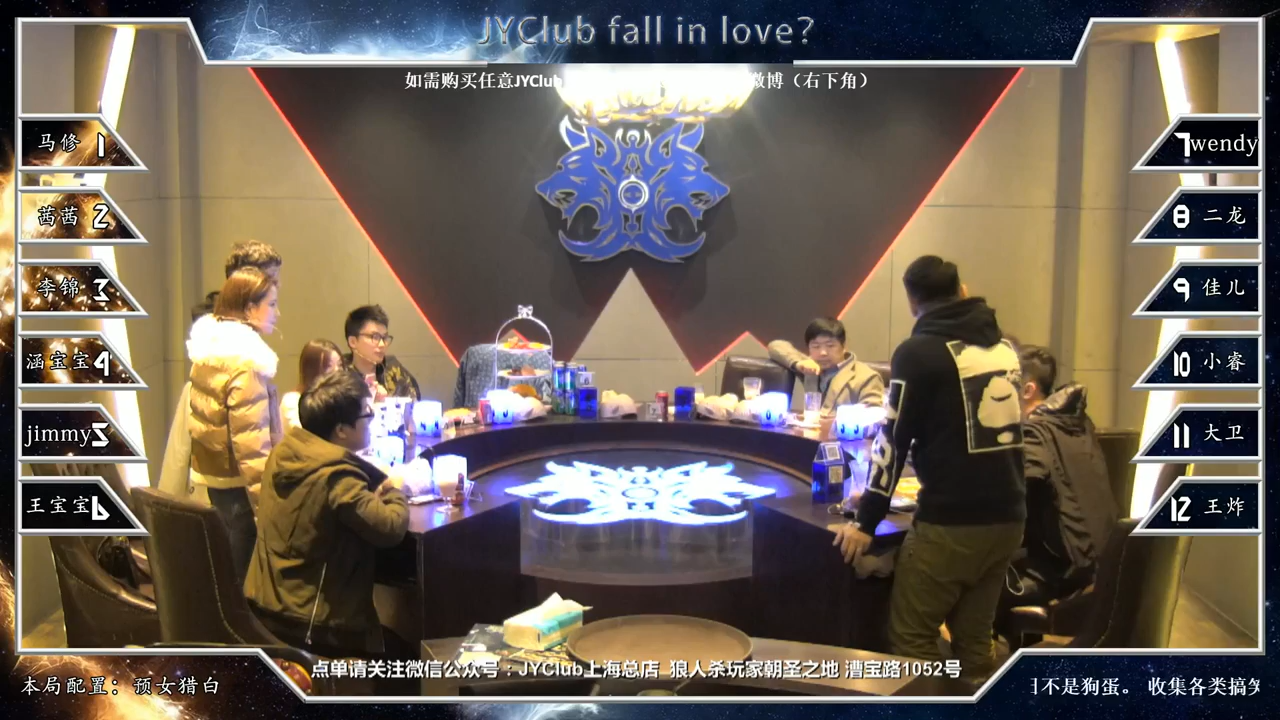 JYClub fall in love?
如需购买任意JYClub
微博（右下角）
马修 1
茜茜 2
李锦 3
涵宝宝 4
jimmy 5
王宝宝 6
7 wendy
8 二龙
9 佳儿
10 小睿
11 大卫
12 王炸
点单请关注微信公众号：JYClub上海总店 狼人杀玩家朝圣之地 漕宝路1052号
本局配置：预女猎白
不是狗蛋。 收集各类搞笑